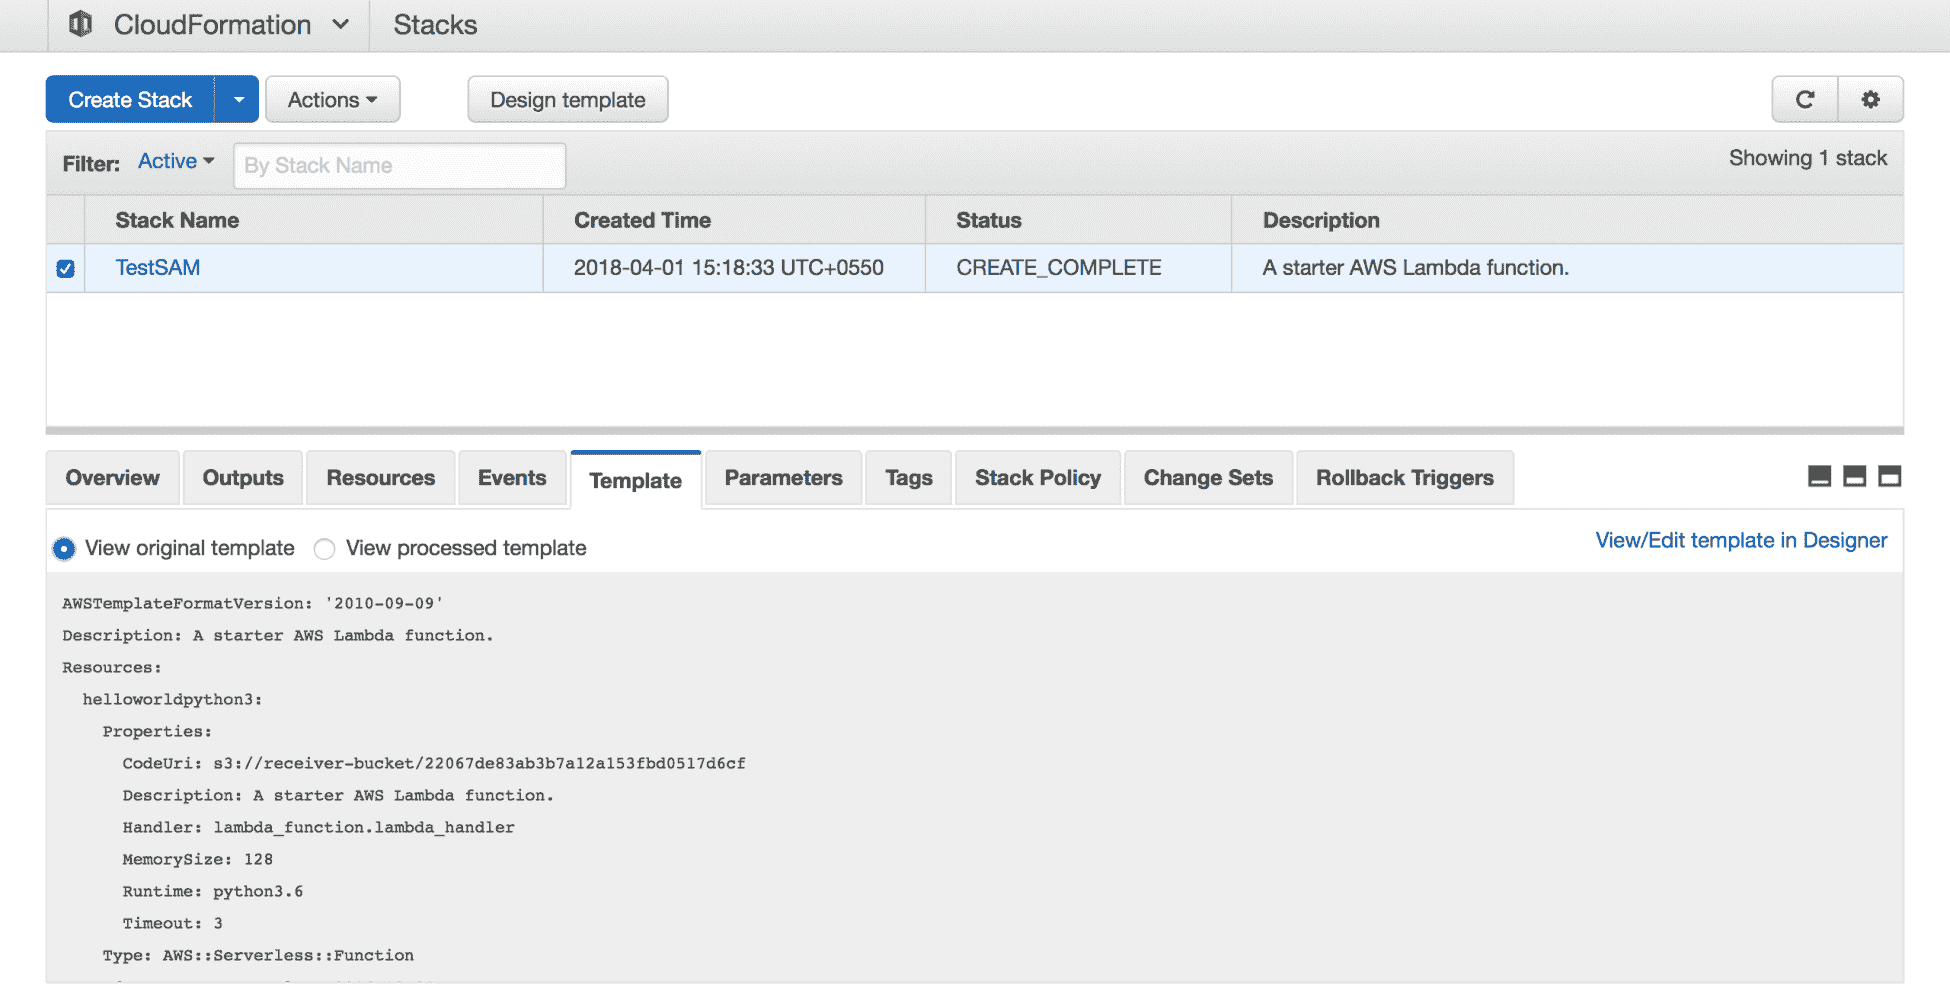 CloudFormation Stacks
Create Stack Actions Design template
Filter: Active By Stack Name Showing 1 stack
Stack Name Created Time Status Description
TestSAM 2018-04-01 15:18:33 UTC+0550 CREATE_COMPLETE A starter AWS Lambda function.
Overview Outputs Resources Events Template Parameters Tags Stack Policy Change Sets Rollback Triggers
View original template View processed template View/Edit template in Designer
AWSTemplateFormatVersion: '2010-09-09'
Description: A starter AWS Lambda function.
Resources:
helloworldpython3:
Properties:
CodeUri: s3://receiver-bucket/22067de83ab3b7a12a153fbd0517d6cf
Description: A starter AWS Lambda function.
Handler: lambda_function.lambda_handler
MemorySize: 128
Runtime: python3.6
Timeout: 3
Type: AWS::Serverless::Function